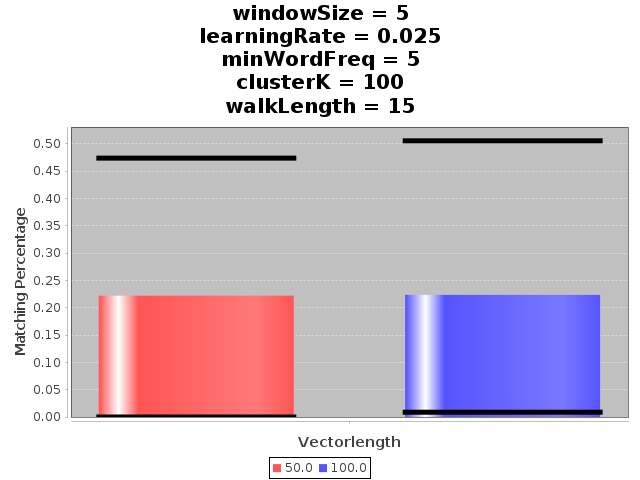 windowSize = 5
learningRate = 0.025
minWordFreq = 5
clusterK = 100
walkLength = 15
0.50
0.45
0.40
0.35
0.30
0.25
0.20
0.15
0.10
0.05
0.00
Matching Percentage
Vectorlength
50.0 100.0